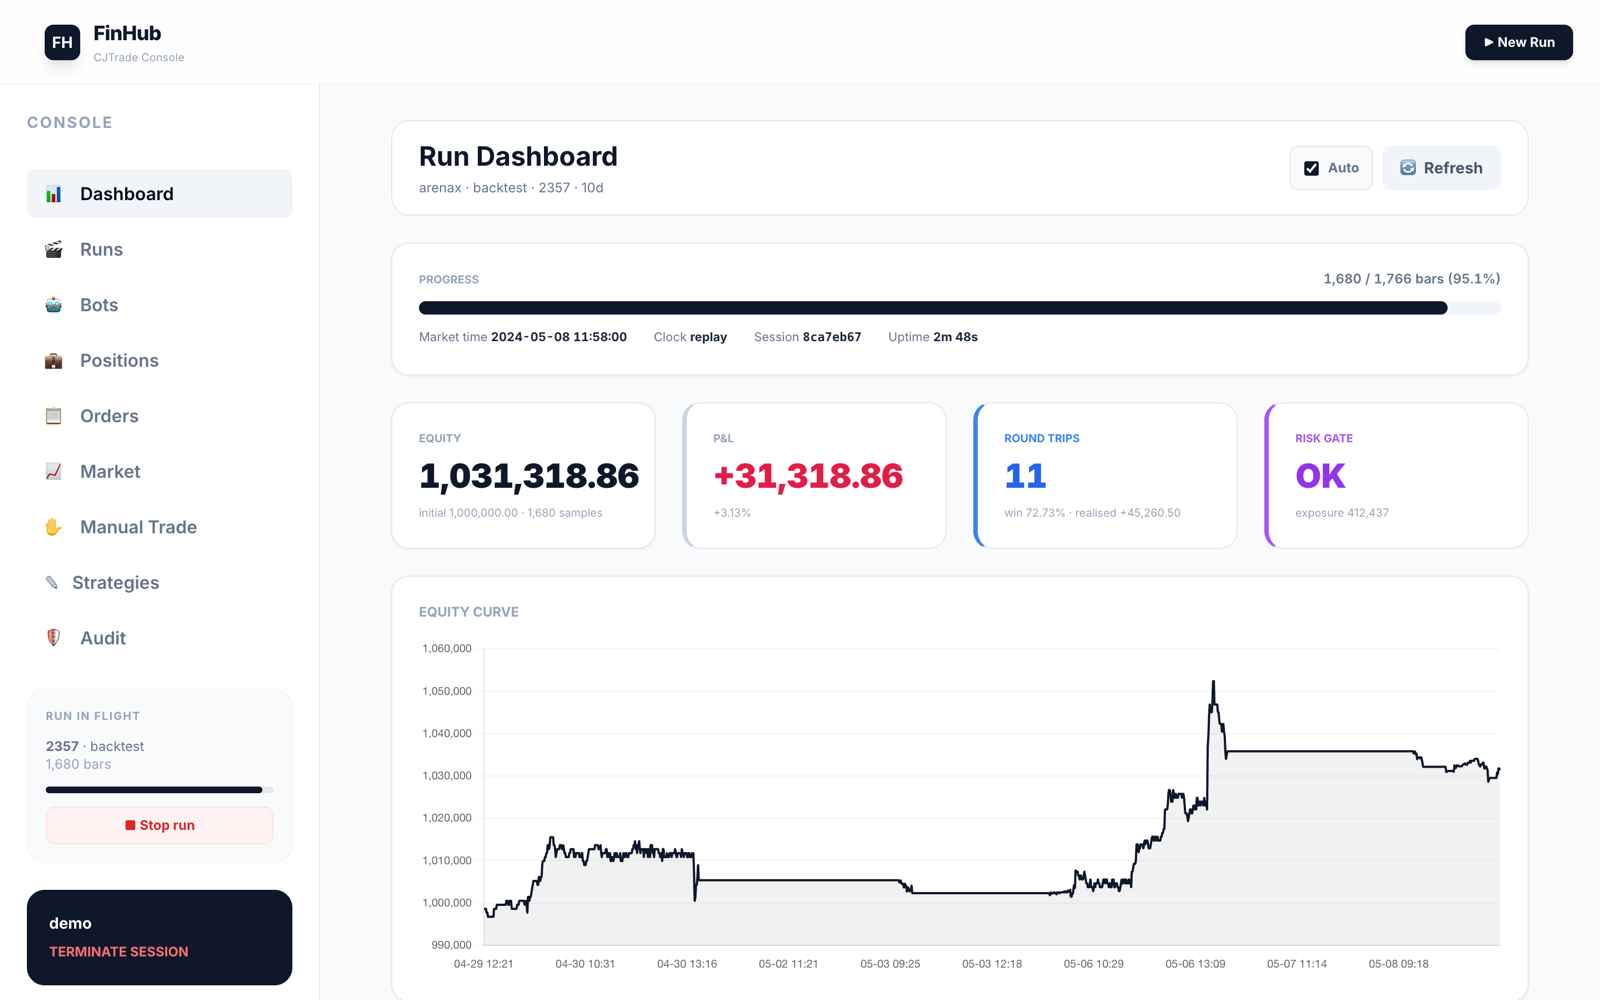 FH
FinHub
CJTrade Console
▶ New Run
CONSOLE
Dashboard
Runs
Bots
Positions
Orders
Market
Manual Trade
Strategies
Audit
RUN IN FLIGHT
2357 · backtest
1,680 bars
Stop run
demo
TERMINATE SESSION
Run Dashboard
arenax · backtest · 2357 · 10d
Auto
Refresh
PROGRESS
1,680 / 1,766 bars (95.1%)
Market time 2024-05-08 11:58:00 Clock replay Session 8ca7eb67 Uptime 2m 48s
EQUITY
1,031,318.86
initial 1,000,000.00 · 1,680 samples
P&L
+31,318.86
+3.13%
ROUND TRIPS
11
win 72.73% · realised +45,260.50
RISK GATE
OK
exposure 412,437
EQUITY CURVE
1,060,000
1,050,000
1,040,000
1,030,000
1,020,000
1,010,000
1,000,000
990,000
04-29 12:21 04-30 10:31 04-30 13:16 05-02 11:21 05-03 09:25 05-03 12:18 05-06 10:29 05-06 13:09 05-07 11:14 05-08 09:18